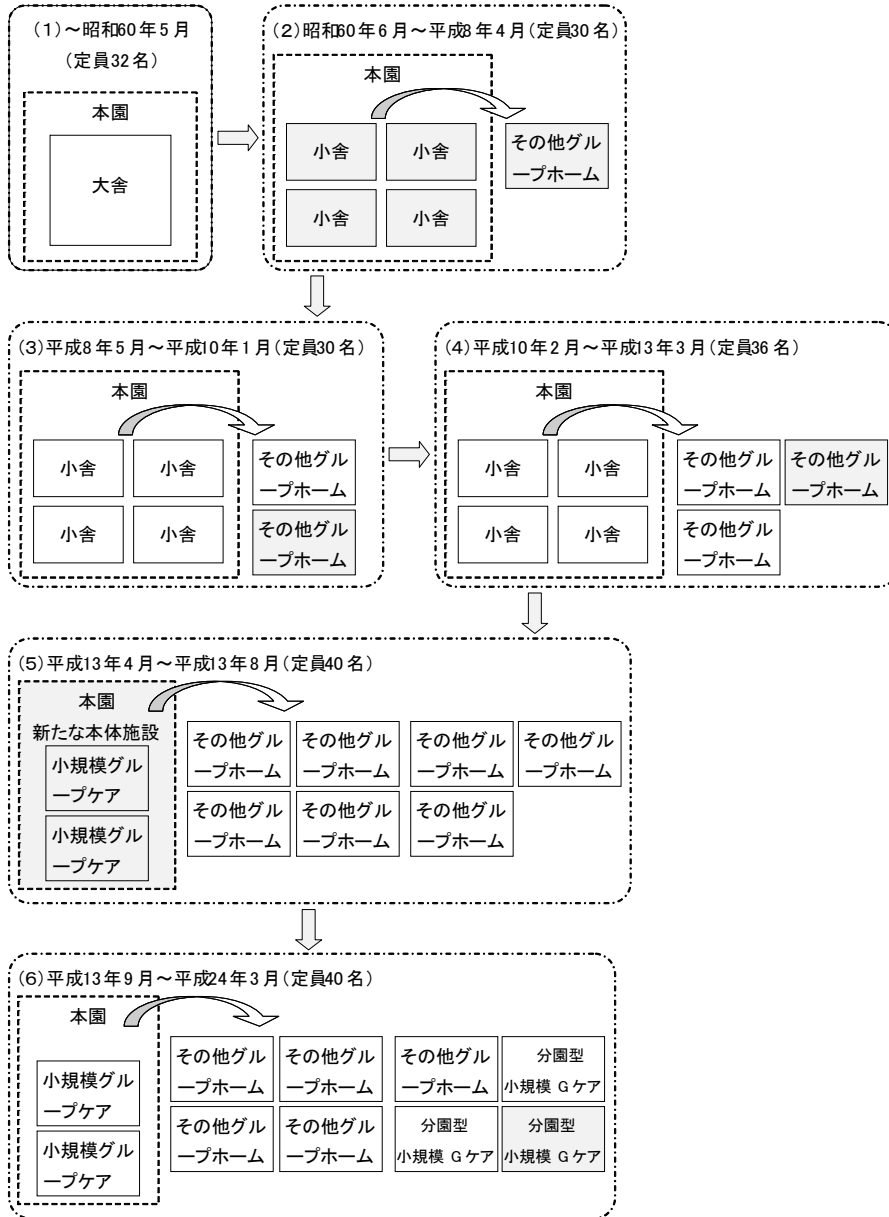 (1)～昭和60年5月
(定員32名)
本園
大舎
(2)昭和60年6月～平成8年4月(定員30名)
本園
小舎
小舎
小舎
小舎
その他グル
ープホーム
(3)平成8年5月～平成10年1月(定員30名)
本園
小舎
小舎
小舎
小舎
その他グル
ープホーム
その他グル
ープホーム
(4)平成10年2月～平成13年3月(定員36名)
本園
小舎
小舎
小舎
小舎
その他グル
ープホーム
その他グル
ープホーム
その他グル
ープホーム
(5)平成13年4月～平成13年8月(定員40名)
本園
新たな本体施設
小規模グル
ープケア
小規模グル
ープケア
その他グル
ープホーム
その他グル
ープホーム
その他グル
ープホーム
その他グル
ープホーム
その他グル
ープホーム
その他グル
ープホーム
その他グル
ープホーム
(6)平成13年9月～平成24年3月(定員40名)
本園
小規模グル
ープケア
小規模グル
ープケア
その他グル
ープホーム
その他グル
ープホーム
その他グル
ープホーム
分園型
小規模 Gケア
その他グル
ープホーム
その他グル
ープホーム
分園型
小規模 Gケア
分園型
小規模 Gケア